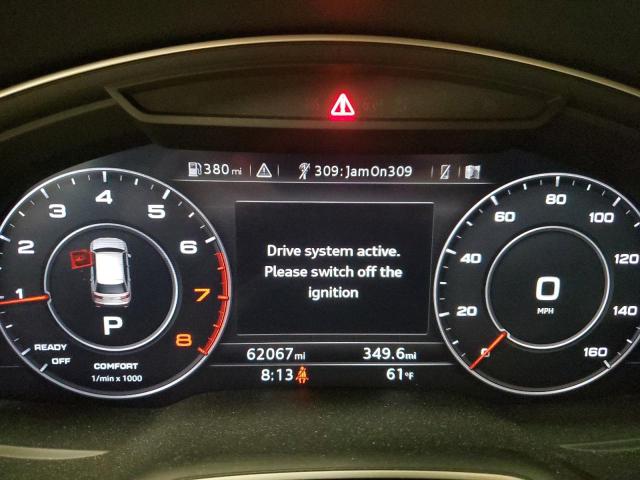 380 mi
309: JamOn309
1 2 3 4 5 6 7 8
P
READY
OFF
COMFORT
1/min x 1000
Drive system active.
Please switch off the
ignition
0 20 40 60 80 100 120 140 160
0
MPH
62067 mi 349.6 mi
8:13 61°F